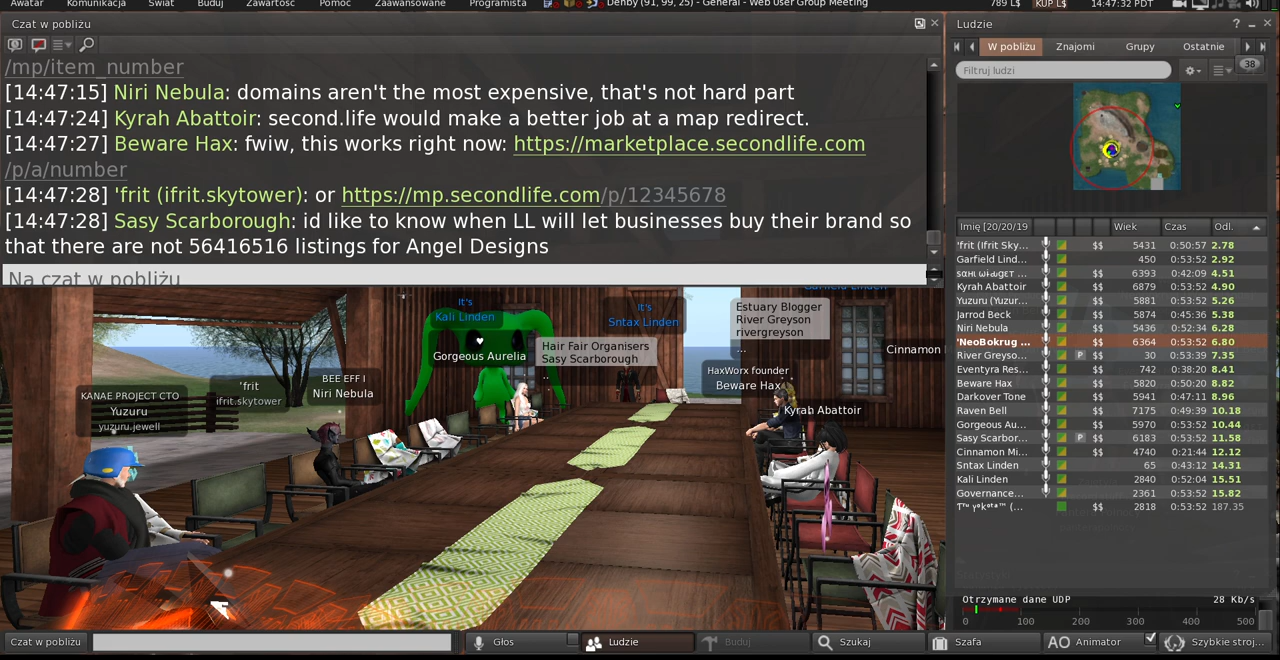 Awatar Komunikacja Świat Buduj Zawartość Pomoc Zaawansowane Programista Denby (91, 99, 25) - General - Web User Group Meeting 789 L$ KUP L$ 14:47:32 PDT
Czat w pobliżu
/mp/item_number
[14:47:15] Niri Nebula: domains aren't the most expensive, that's not hard part
[14:47:24] Kyrah Abattoir: second.life would make a better job at a map redirect.
[14:47:27] Beware Hax: fwiw, this works right now: https://marketplace.secondlife.com
/p/a/number
[14:47:28] 'frit (ifrit.skytower): or https://mp.secondlife.com/p/12345678
[14:47:28] Sasy Scarborough: id like to know when LL will let businesses buy their brand so
that there are not 56416516 listings for Angel Designs
Na czat w pobliżu
Garfield Linden
It's
Kali Linden
Gorgeous Aurelia
Hair Fair Organisers
Sasy Scarborough
..
It's
Sntax Linden
Estuary Blogger
River Greyson
rivergreyson
...
HaxWorx founder
Beware Hax
Cinnamon
Kyrah Abattoir
KANAE PROJECT CTO
Yuzuru
yuzuru.jewell
'frit
ifrit.skytower
BEE EFF I
Niri Nebula
Czat w pobliżu
Głos
Ludzie
Buduj
Szukaj
Szafa
AO Animator
Szybkie stroj...
Ludzie ? _ ×
W pobliżu Znajomi Grupy Ostatnie
Filtruj ludzi 38
Imię [20/20/19 Wiek Czas Odl.
'frit (Ifrit Sky... $$ 5431 0:50:57 2.78
Garfield Lind... 450 0:53:52 2.92
$$ 6393 0:42:09 4.51
Kyrah Abattoir $$ 6879 0:53:52 4.90
Yuzuru (Yuzur... $$ 5881 0:53:52 5.26
Jarrod Beck $$ 5874 0:45:36 5.38
Niri Nebula $$ 5436 0:52:34 6.28
'NeoBokrug ... $$ 6364 0:53:52 6.80
River Greyso... P $$ 30 0:53:39 7.35
Eventyra Res... $$ 742 0:38:20 8.41
Beware Hax $$ 5820 0:50:20 8.82
Darkover Tone $$ 5941 0:47:11 8.96
Raven Bell $$ 7175 0:49:39 10.18
Gorgeous Au... $$ 5970 0:53:52 10.44
Sasy Scarbor... P $$ 6183 0:53:52 11.58
Cinnamon Mi... $$ 4740 0:21:44 12.12
Sntax Linden 65 0:43:12 14.31
Kali Linden 2840 0:52:04 15.51
Governance... 2361 0:53:52 15.82
$$ 2818 0:53:52 187.35
Otrzymane dane UDP 28 Kb/s
0 100 200 300 400 500